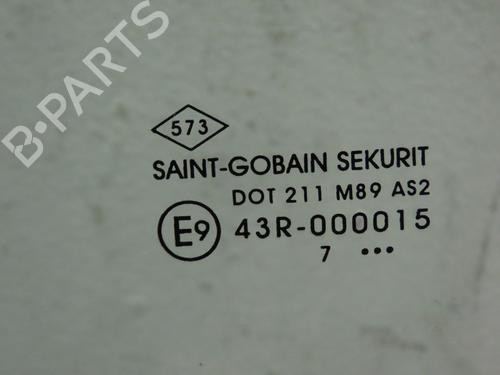 B-PARTS
573
SAINT-GOBAIN SEKURIT
DOT 211 M89 AS2
E9 43R-000015
7 •••